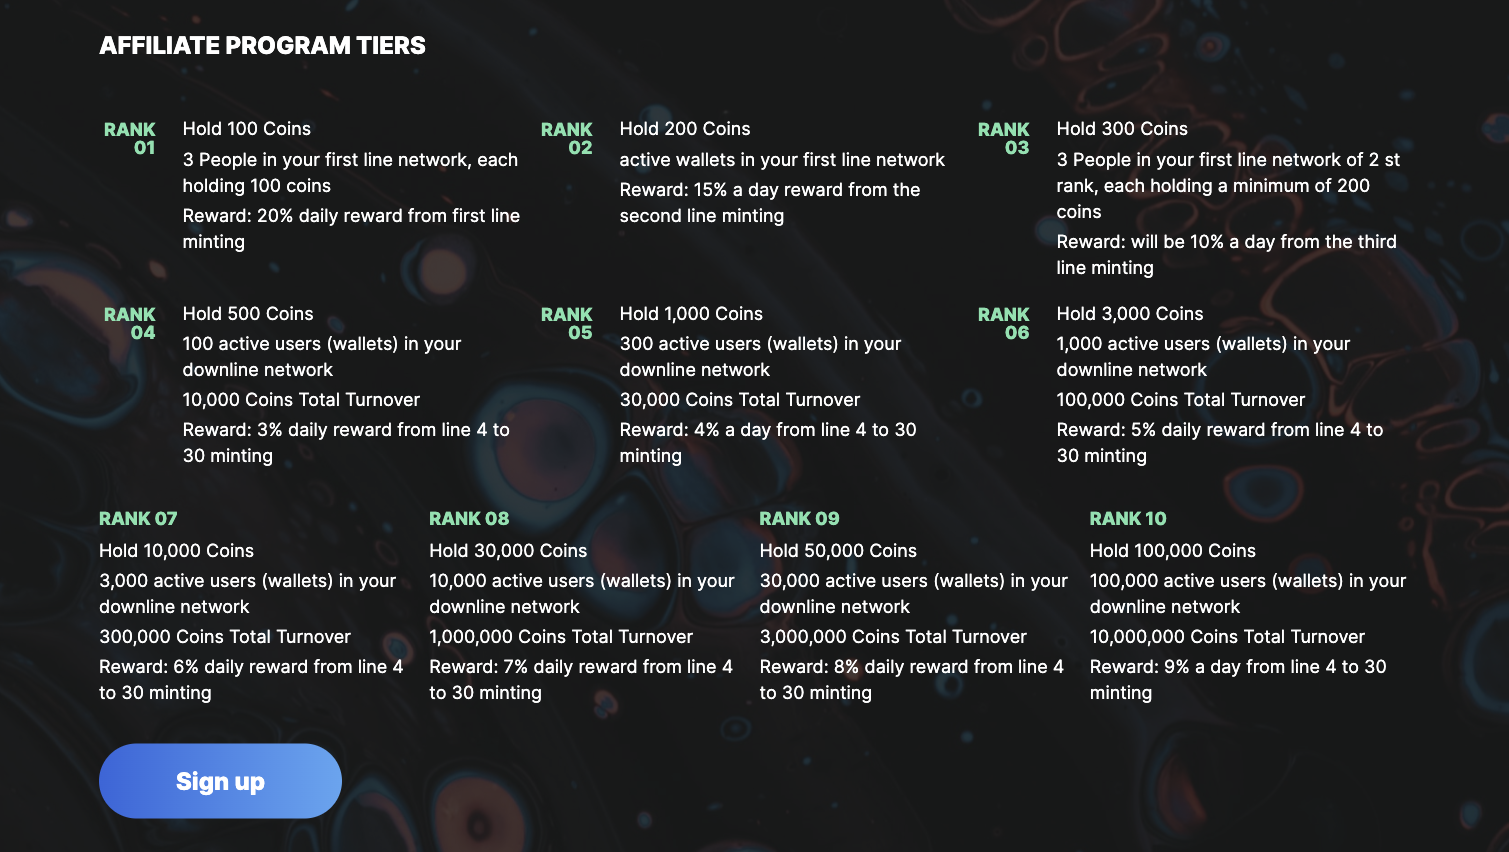 AFFILIATE PROGRAM TIERS
RANK
01
Hold 100 Coins
3 People in your first line network, each
holding 100 coins
Reward: 20% daily reward from first line
minting
RANK
02
Hold 200 Coins
active wallets in your first line network
Reward: 15% a day reward from the
second line minting
RANK
03
Hold 300 Coins
3 People in your first line network of 2 st
rank, each holding a minimum of 200
coins
Reward: will be 10% a day from the third
line minting
RANK
04
Hold 500 Coins
100 active users (wallets) in your
downline network
10,000 Coins Total Turnover
Reward: 3% daily reward from line 4 to
30 minting
RANK
05
Hold 1,000 Coins
300 active users (wallets) in your
downline network
30,000 Coins Total Turnover
Reward: 4% a day from line 4 to 30
minting
RANK
06
Hold 3,000 Coins
1,000 active users (wallets) in your
downline network
100,000 Coins Total Turnover
Reward: 5% daily reward from line 4 to
30 minting
RANK 07
Hold 10,000 Coins
3,000 active users (wallets) in your
downline network
300,000 Coins Total Turnover
Reward: 6% daily reward from line 4
to 30 minting
RANK 08
Hold 30,000 Coins
10,000 active users (wallets) in your
downline network
1,000,000 Coins Total Turnover
Reward: 7% daily reward from line 4
to 30 minting
RANK 09
Hold 50,000 Coins
30,000 active users (wallets) in your
downline network
3,000,000 Coins Total Turnover
Reward: 8% daily reward from line 4
to 30 minting
RANK 10
Hold 100,000 Coins
100,000 active users (wallets) in your
downline network
10,000,000 Coins Total Turnover
Reward: 9% a day from line 4 to 30
minting
Sign up